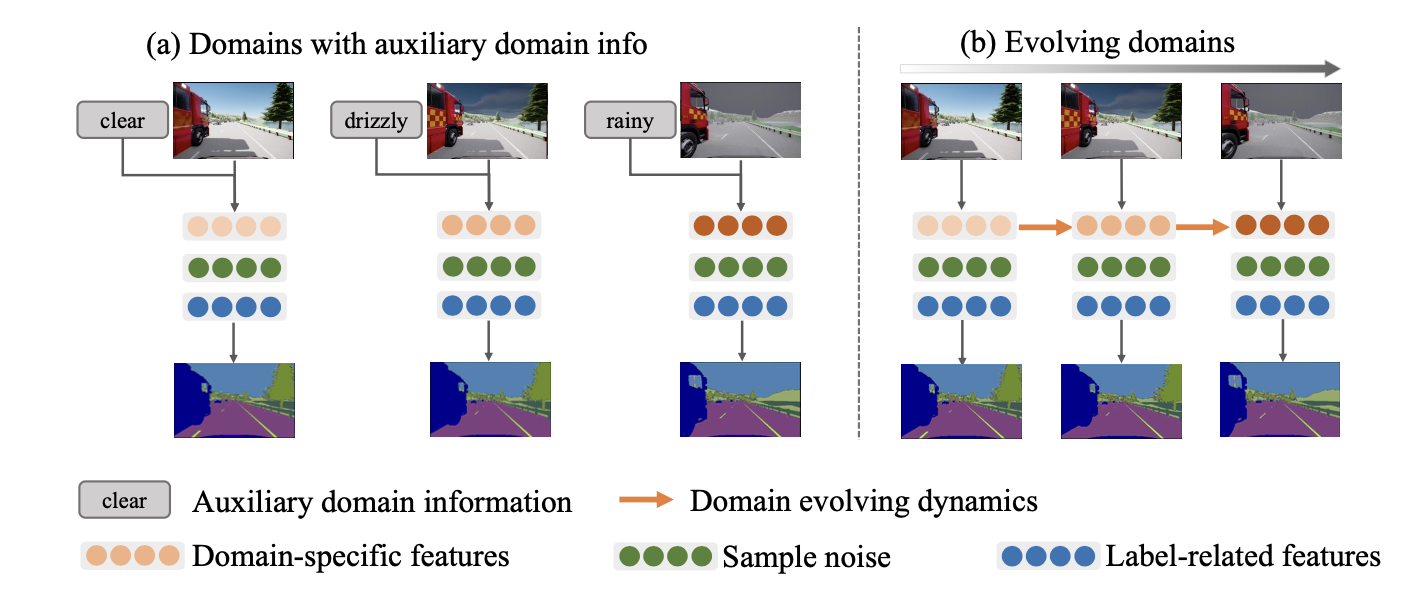 (a) Domains with auxiliary domain info
(b) Evolving domains
clear
drizzly
rainy
clear
Auxiliary domain information
Domain evolving dynamics
Domain-specific features
Sample noise
Label-related features